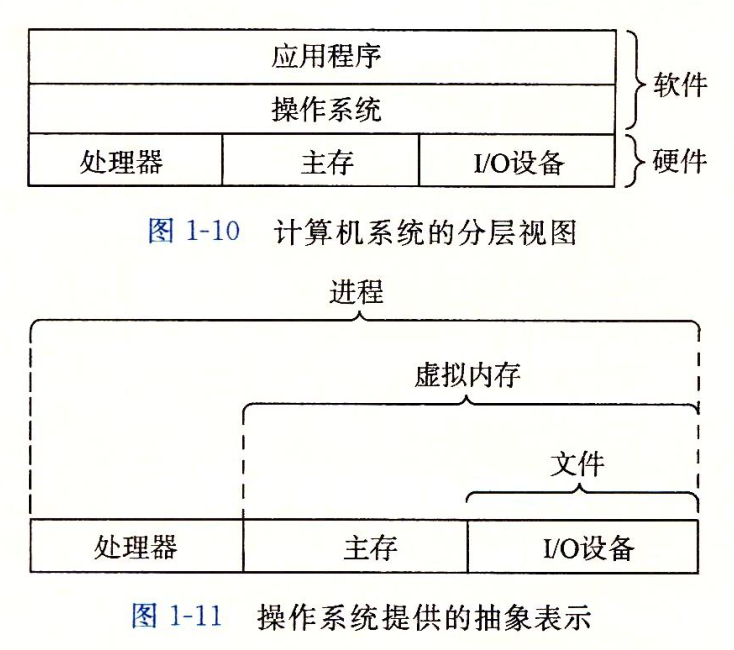 应用程序
软件
操作系统
处理器 主存 I/O设备 硬件
图 1-10 计算机系统的分层视图
进程
虚拟内存
文件
处理器 主存 I/O设备
图 1-11 操作系统提供的抽象表示